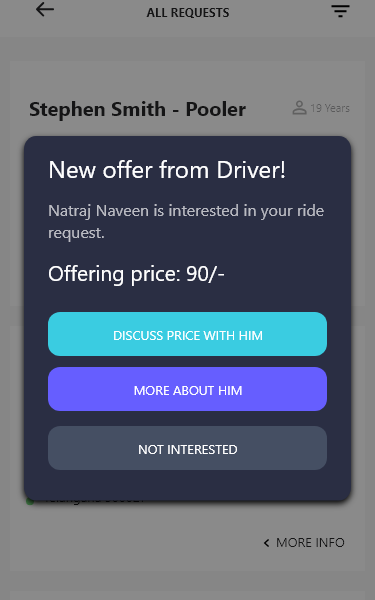 ALL REQUESTS
Stephen Smith - Pooler
19 Years
New offer from Driver!
Natraj Naveen is interested in your ride
request.
Offering price: 90/-
DISCUSS PRICE WITH HIM
MORE ABOUT HIM
NOT INTERESTED
MORE INFO